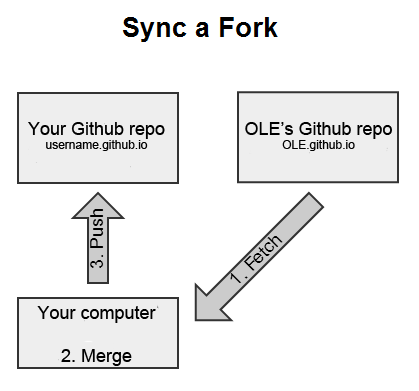 Sync a Fork
Your Github repo
username.github.io
OLE's Github repo
OLE.github.io
1. Fetch
3. Push
Your computer
2. Merge